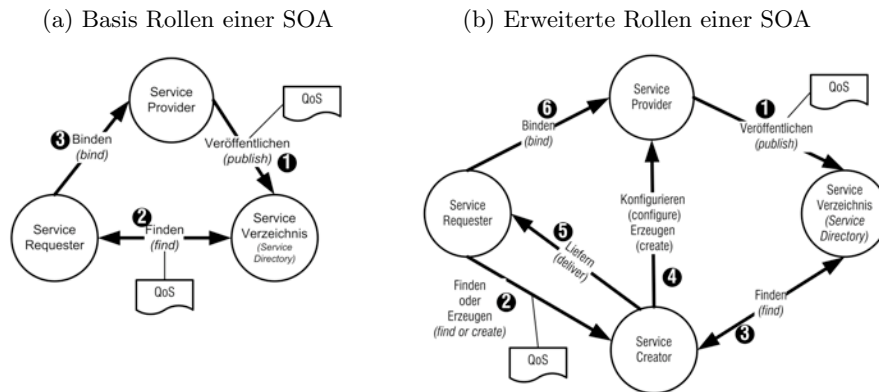 (a) Basis Rollen einer SOA
Service
Provider
QoS
3
Binden
(bind)
Veröffentlichen
(publish)
1
Service
Requester
2
Finden
(find)
Service
Verzeichnis
(Service
Directory)
QoS
(b) Erweiterte Rollen einer SOA
Service
Provider
QoS
6
Binden
(bind)
1
Veröffentlichen
(publish)
Service
Requester
Konfigurieren
(configure)
Erzeugen
(create)
Service
Verzeichnis
(Service
Directory)
5
Liefern
(deliver)
4
Finden
oder
Erzeugen
(find or create)
2
Finden
(find)
3
QoS
Service
Creator